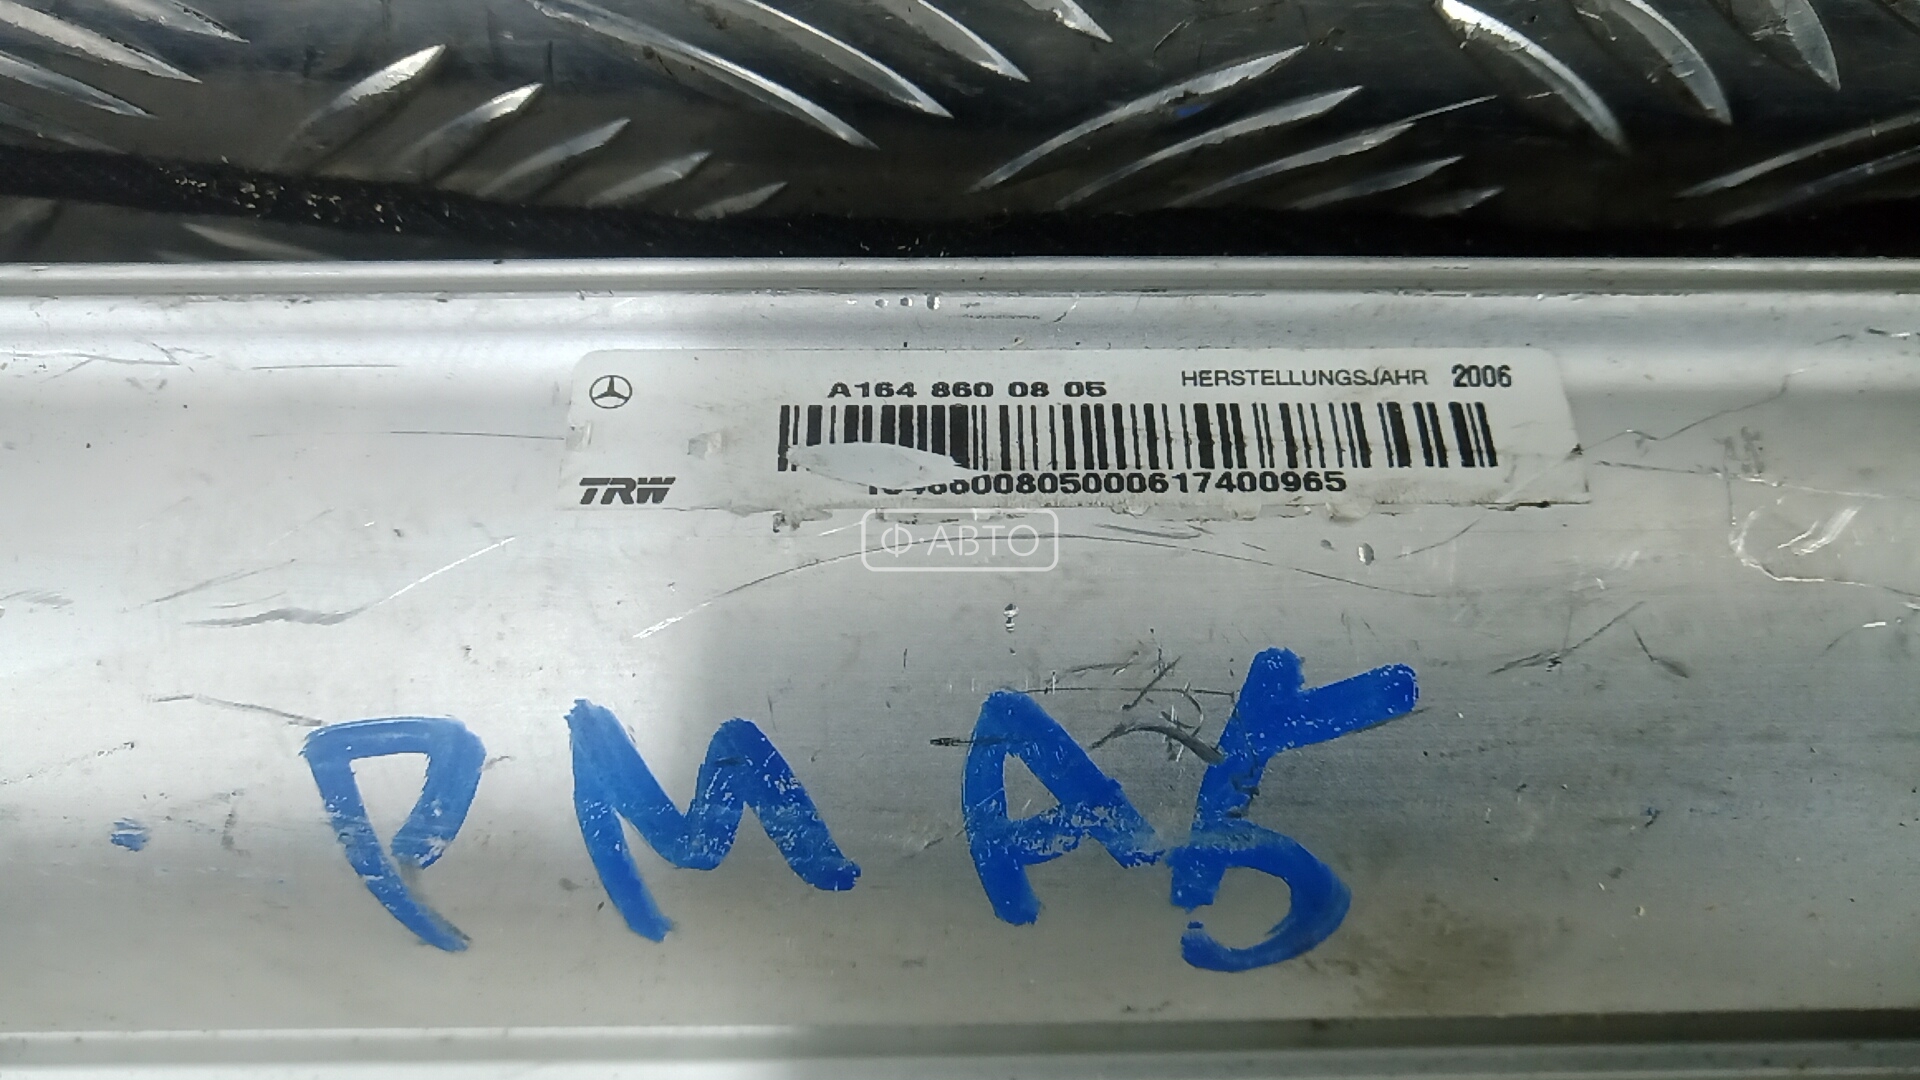 A164 860 08 05
HERSTELLUNGSJAHR 2006
TRW
Ф·АВТО
PMA5